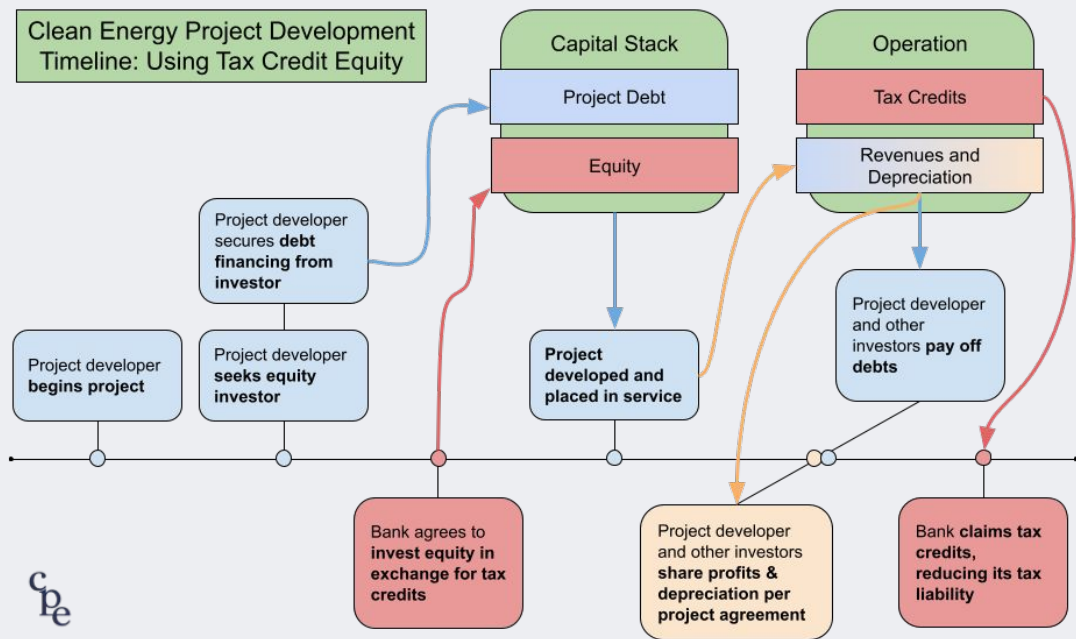 Clean Energy Project Development
Timeline: Using Tax Credit Equity
Capital Stack
Project Debt
Equity
Operation
Tax Credits
Revenues and
Depreciation
Project developer
secures debt
financing from
investor
Project developer
begins project
Project developer
seeks equity
investor
Project
developed and
placed in service
Project developer
and other
investors pay off
debts
Bank agrees to
invest equity in
exchange for tax
credits
Project developer
and other investors
share profits &
depreciation per
project agreement
Bank claims tax
credits,
reducing its tax
liability
cpe